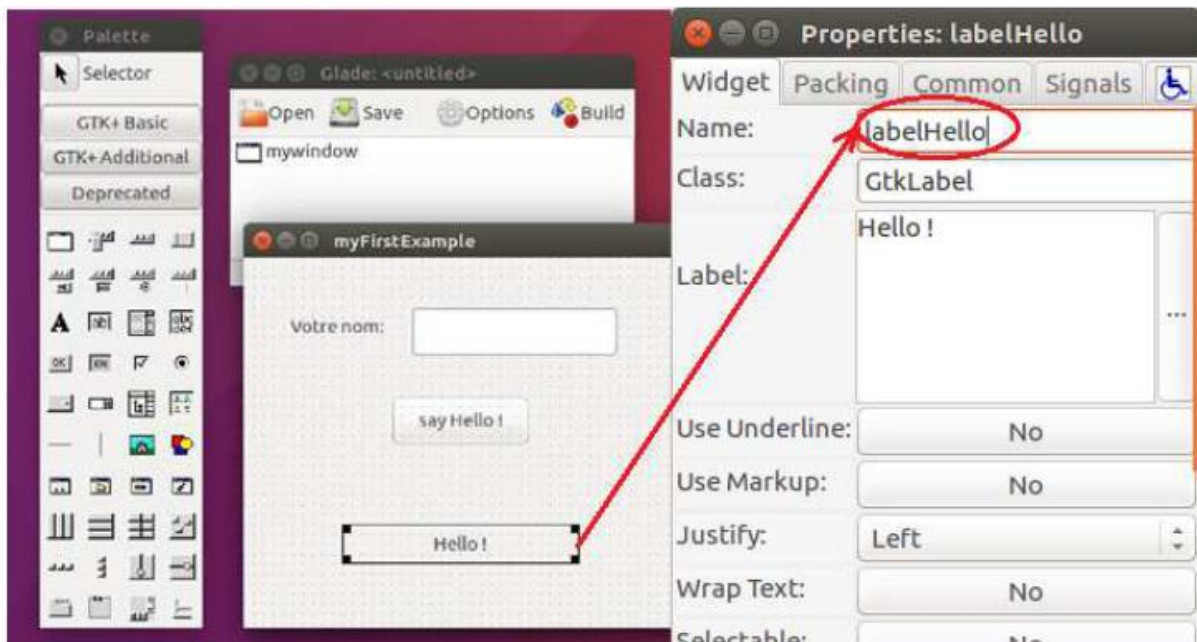 Palette
Selector
GTK+ Basic
GTK+ Additional
Deprecated
Glade: <untitled>
Open Save Options Build
mywindow
myFirstExample
Votre nom:
say Hello !
Hello !
Properties: labelHello
Widget Packing Common Signals
Name: labelHello
Class: GtkLabel
Label: Hello !
...
Use Underline: No
Use Markup: No
Justify: Left
Wrap Text: No
Selectable: No